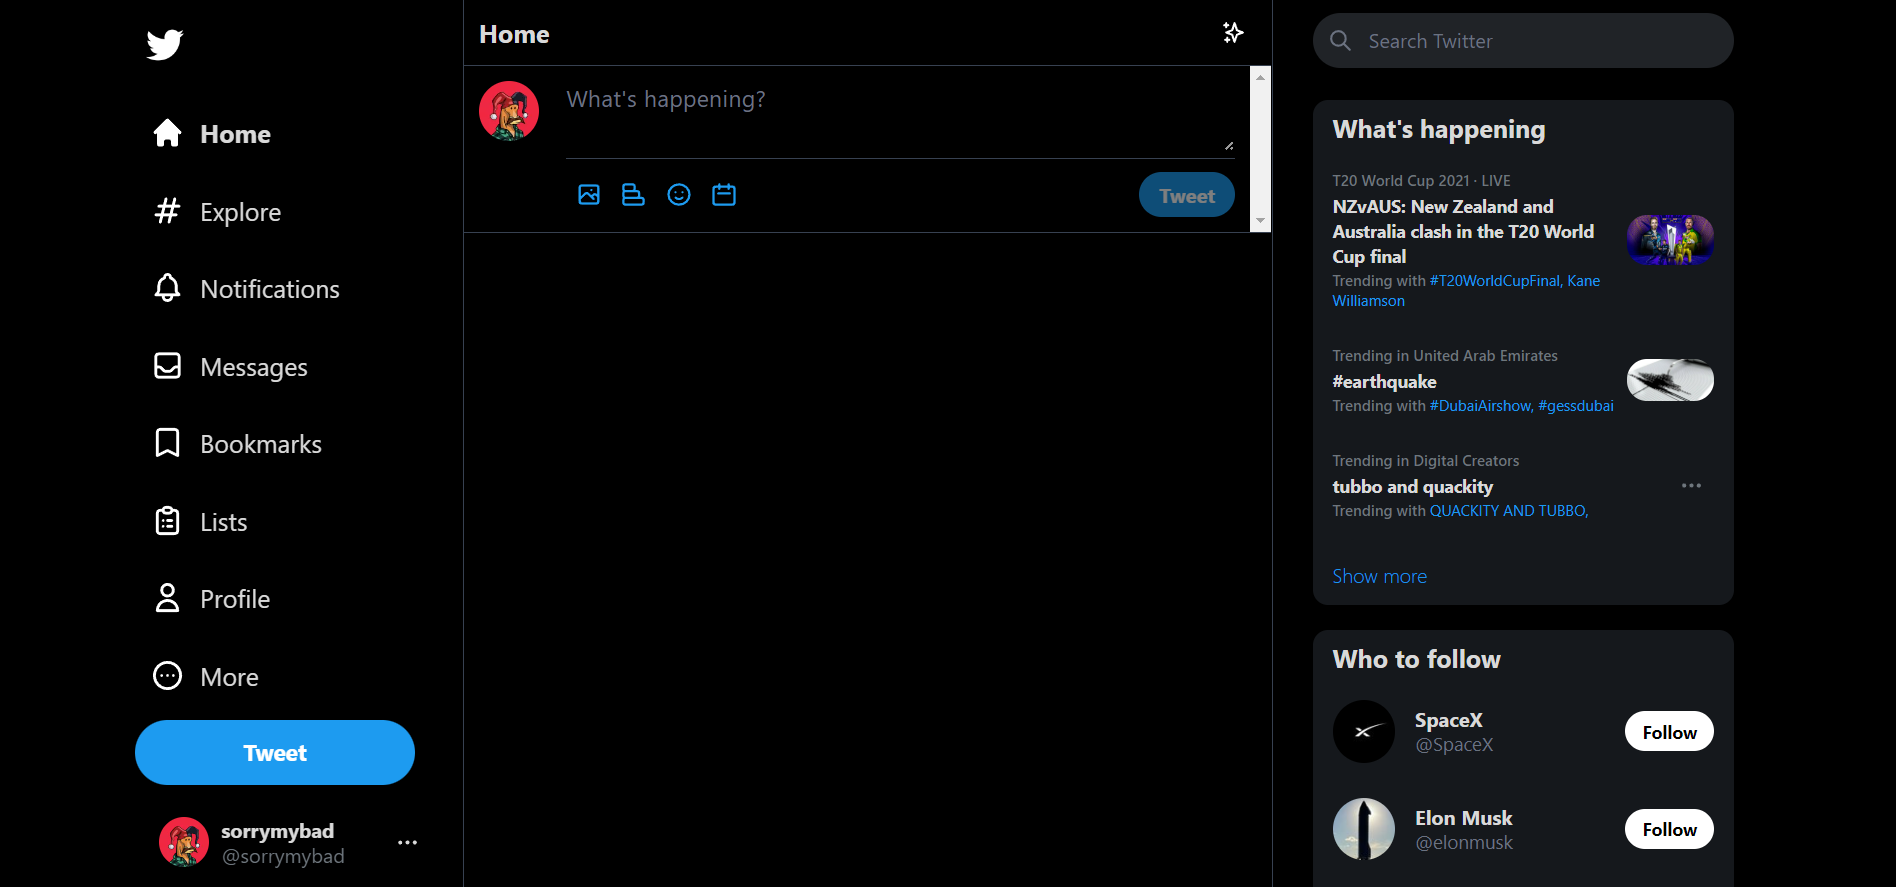 Home
Explore
Notifications
Messages
Bookmarks
Lists
Profile
More
Tweet
sorrymybad
@sorrymybad
Home
What's happening?
Tweet
Search Twitter
What's happening
T20 World Cup 2021 · LIVE
NZvAUS: New Zealand and
Australia clash in the T20 World
Cup final
Trending with #T20WorldCupFinal, Kane
Williamson
Trending in United Arab Emirates
#earthquake
Trending with #DubaiAirshow, #gessdubai
Trending in Digital Creators
tubbo and quackity
Trending with QUACKITY AND TUBBO,
Show more
Who to follow
SpaceX
@SpaceX
Follow
Elon Musk
@elonmusk
Follow